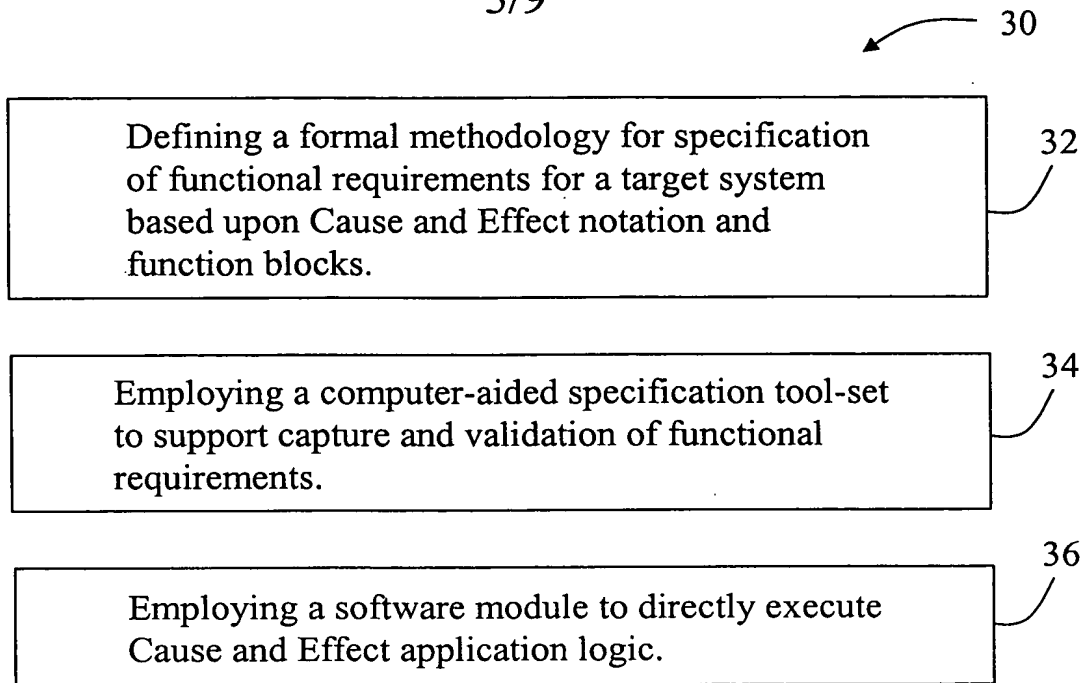 3/9
30
Defining a formal methodology for specification
of functional requirements for a target system
based upon Cause and Effect notation and
function blocks.
32
Employing a computer-aided specification tool-set
to support capture and validation of functional
requirements.
34
Employing a software module to directly execute
Cause and Effect application logic.
36